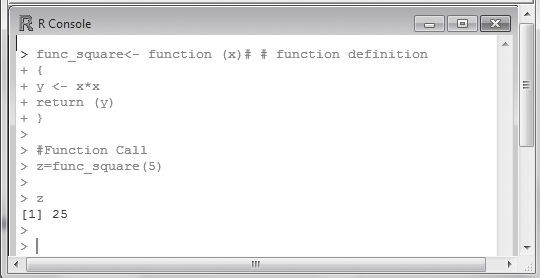 R R Console
> func_square<- function (x)# # function definition
+ {
+ y <- x*x
+ return (y)
+ }
>
> #Function Call
> z=func_square(5)
>
> z
[1] 25
>
> |